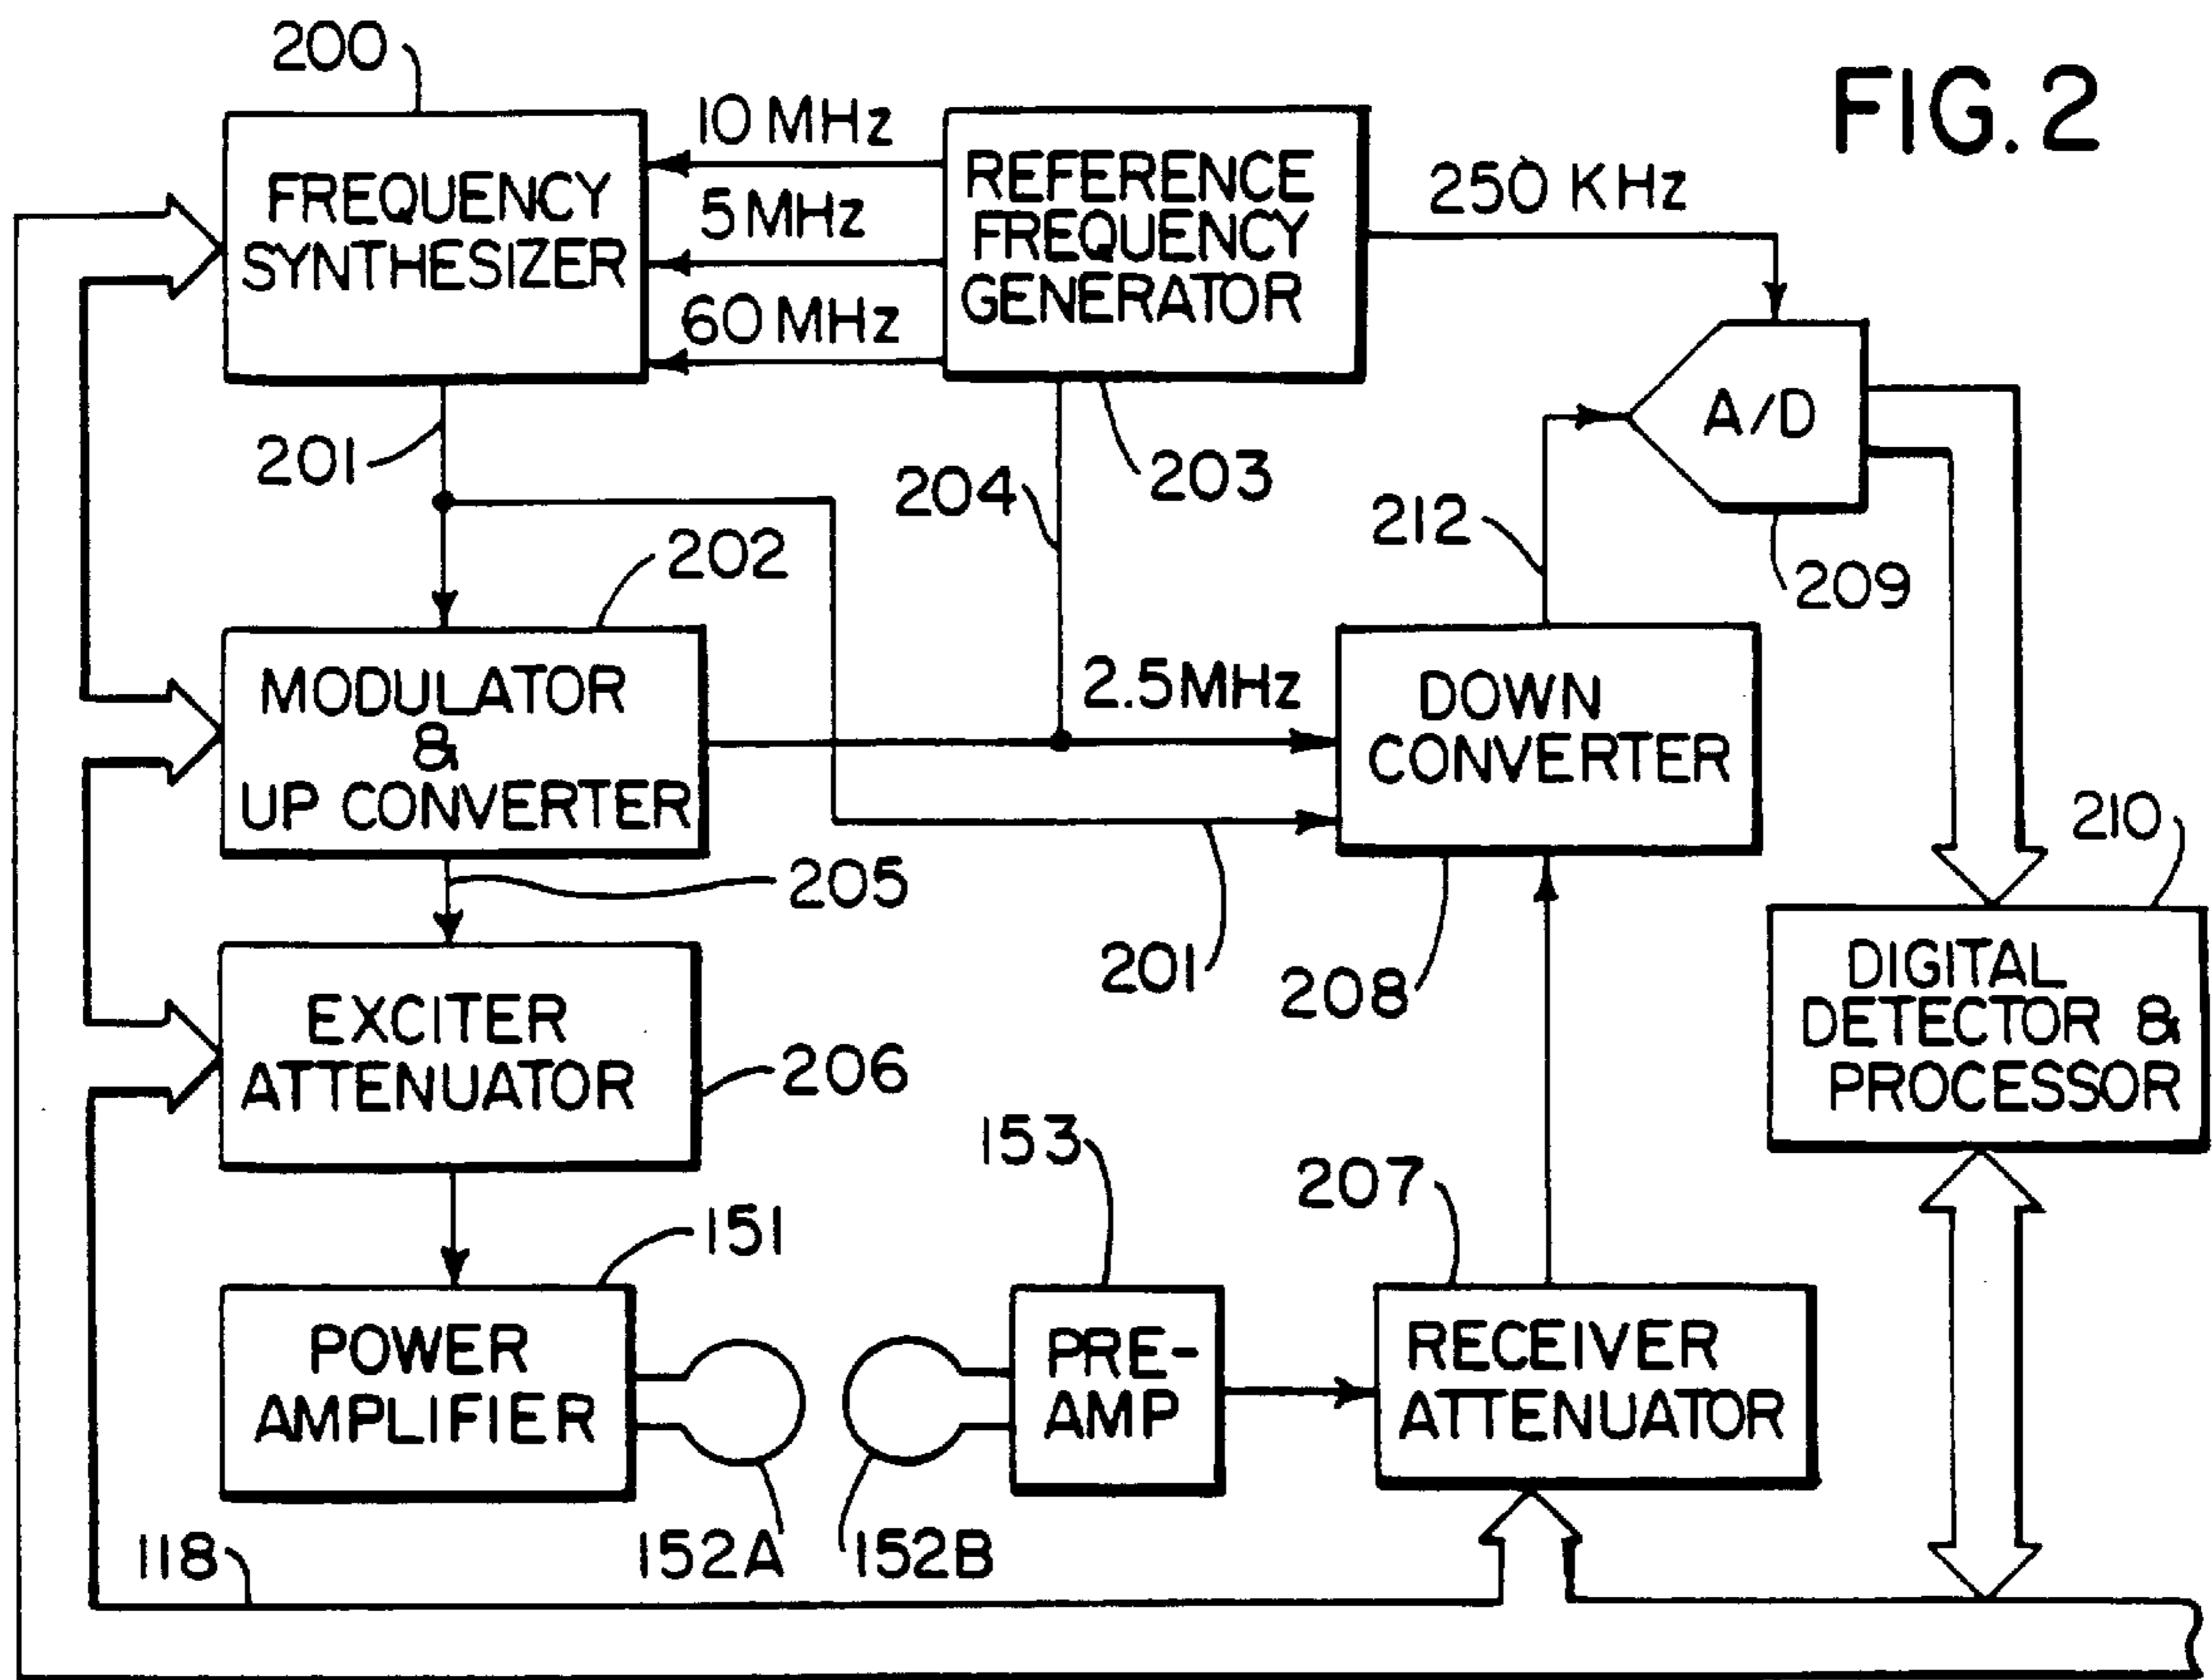 FIG. 2
200
FREQUENCY
SYNTHESIZER
10 MHz
5 MHz
60 MHz
REFERENCE
FREQUENCY
GENERATOR
250 KHz
A/D
201
204
203
212
209
202
MODULATOR
&
UP CONVERTER
2.5MHz
DOWN
CONVERTER
205
201
208
210
DIGITAL
DETECTOR &
PROCESSOR
EXCITER
ATTENUATOR
206
153
207
151
POWER
AMPLIFIER
PRE-
AMP
RECEIVER
ATTENUATOR
152A
152B
118